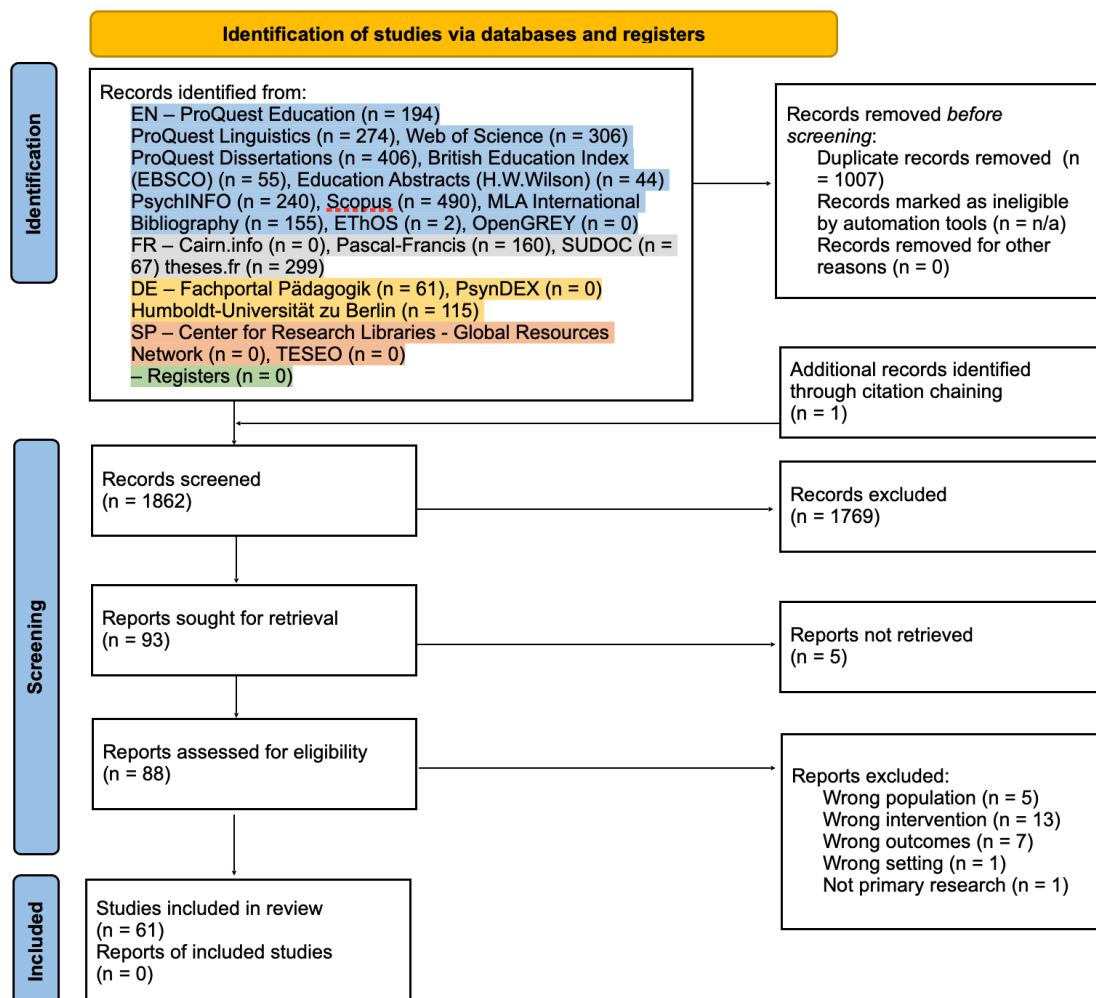 Identification of studies via databases and registers
Identification
Records identified from:
EN – ProQuest Education (n = 194)
ProQuest Linguistics (n = 274), Web of Science (n = 306)
ProQuest Dissertations (n = 406), British Education Index
(EBSCO) (n = 55), Education Abstracts (H.W.Wilson) (n = 44)
PsychINFO (n = 240), Scopus (n = 490), MLA International
Bibliography (n = 155), EThOS (n = 2), OpenGREY (n = 0)
FR – Cairn.info (n = 0), Pascal-Francis (n = 160), SUDOC (n =
67) theses.fr (n = 299)
DE – Fachportal Pädagogik (n = 61), PsynDEX (n = 0)
Humboldt-Universität zu Berlin (n = 115)
SP – Center for Research Libraries - Global Resources
Network (n = 0), TESEO (n = 0)
– Registers (n = 0)
Records removed before
screening:
Duplicate records removed (n
= 1007)
Records marked as ineligible
by automation tools (n = n/a)
Records removed for other
reasons (n = 0)
Additional records identified
through citation chaining
(n = 1)
Screening
Records screened
(n = 1862)
Records excluded
(n = 1769)
Reports sought for retrieval
(n = 93)
Reports not retrieved
(n = 5)
Reports assessed for eligibility
(n = 88)
Reports excluded:
Wrong population (n = 5)
Wrong intervention (n = 13)
Wrong outcomes (n = 7)
Wrong setting (n = 1)
Not primary research (n = 1)
Included
Studies included in review
(n = 61)
Reports of included studies
(n = 0)